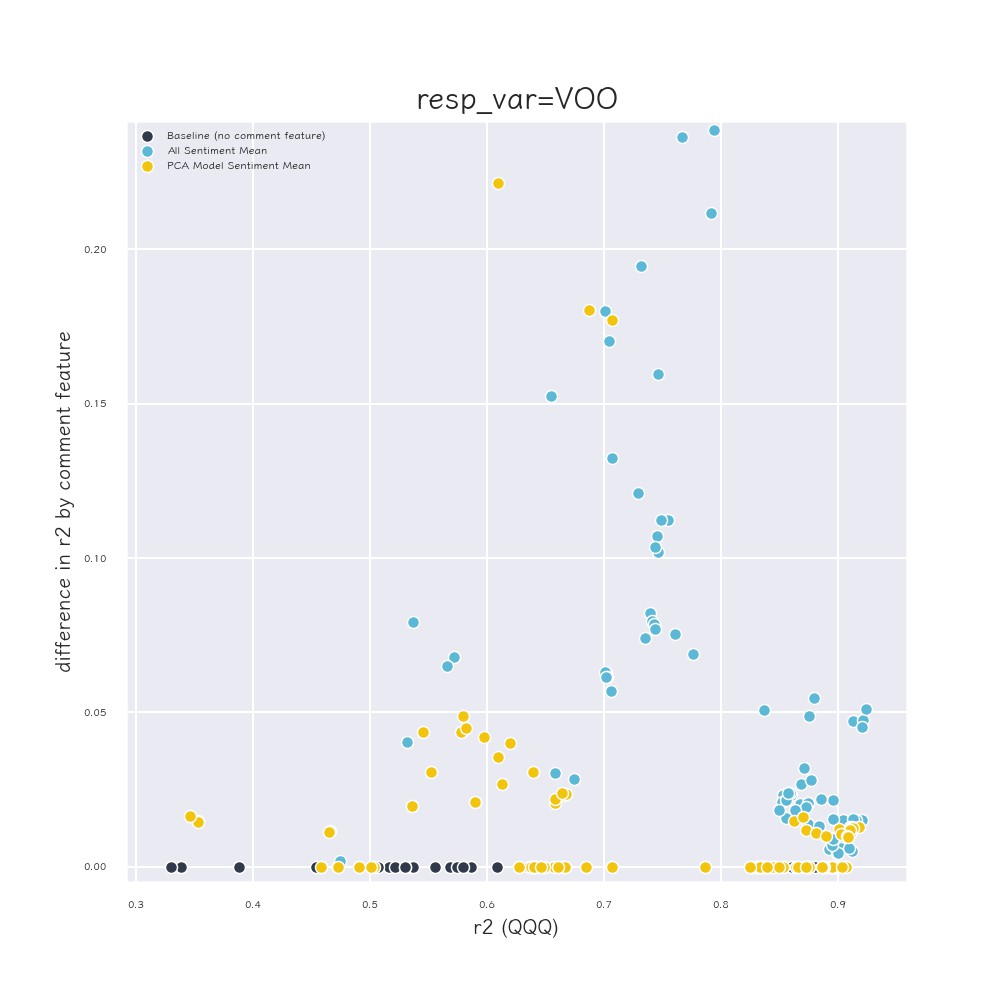 resp_var=VOO
Baseline (no comment feature)
All Sentiment Mean
PCA Model Sentiment Mean
difference in r2 by comment feature
0.20
0.15
0.10
0.05
0.00
0.3 0.4 0.5 0.6 0.7 0.8 0.9
r2 (QQQ)